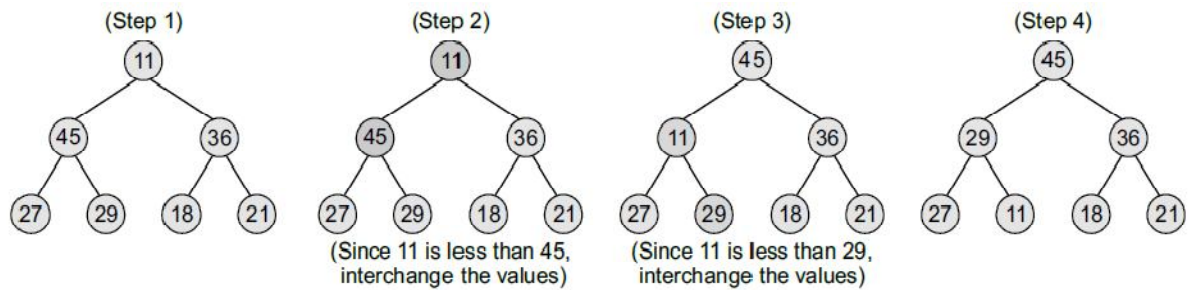 (Step 1) (Step 2) (Step 3) (Step 4)
11 11 45 45
45 36 45 36 11 36 29 36
27 29 18 21 27 29 18 21 27 29 18 21 27 11 18 21
(Since 11 is less than 45, (Since 11 is less than 29,
interchange the values) interchange the values)